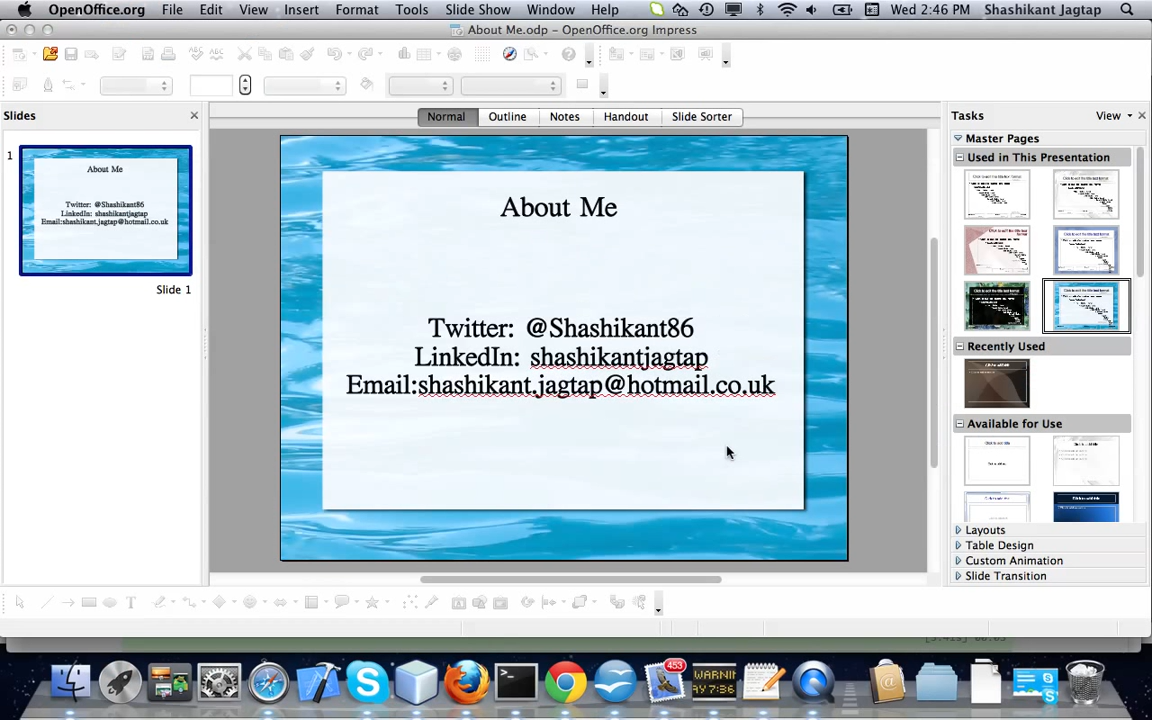 OpenOffice.org File Edit View Insert Format Tools Slide Show Window Help Wed 2:46 PM Shashikant Jagtap
About Me.odp – OpenOffice.org Impress
Slides
Normal Outline Notes Handout Slide Sorter
Tasks View
1
About Me
Twitter: @Shashikant86
LinkedIn: shashikantjagtap
Email:shashikant.jagtap@hotmail.co.uk
Slide 1
About Me
Twitter: @Shashikant86
LinkedIn: shashikantjagtap
Email:shashikant.jagtap@hotmail.co.uk
Master Pages
Used in This Presentation
Recently Used
Available for Use
Layouts
Table Design
Custom Animation
Slide Transition
453
WARNIN
AY 7:36